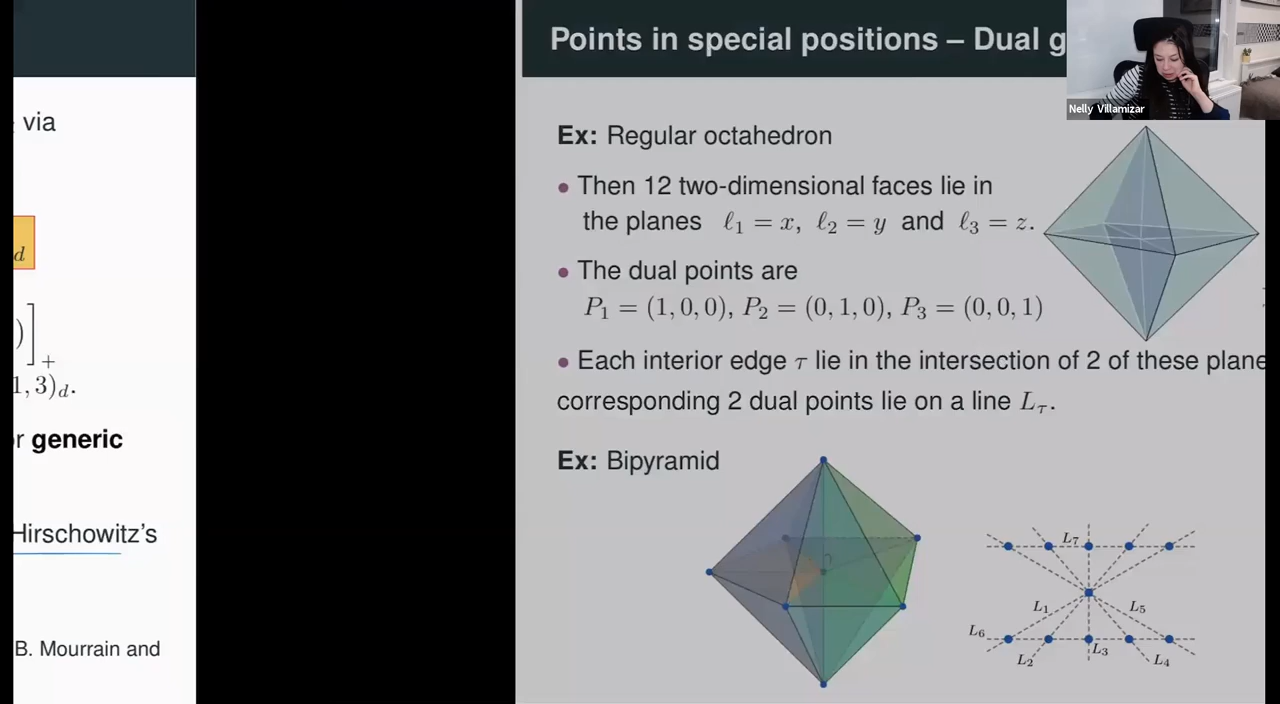 via
d
)]₊
1, 3)_d.
r generic
Hirschowitz's
B. Mourrain and
Points in special positions – Dual g
Nelly Villamizar
Ex: Regular octahedron
• Then 12 two-dimensional faces lie in
the planes ℓ₁ = x, ℓ₂ = y and ℓ₃ = z.
• The dual points are
P₁ = (1, 0, 0), P₂ = (0, 1, 0), P₃ = (0, 0, 1)
• Each interior edge τ lie in the intersection of 2 of these plane
corresponding 2 dual points lie on a line L_τ.
Ex: Bipyramid
γ
L₇
L₁
L₅
L₆
L₃
L₂
L₄